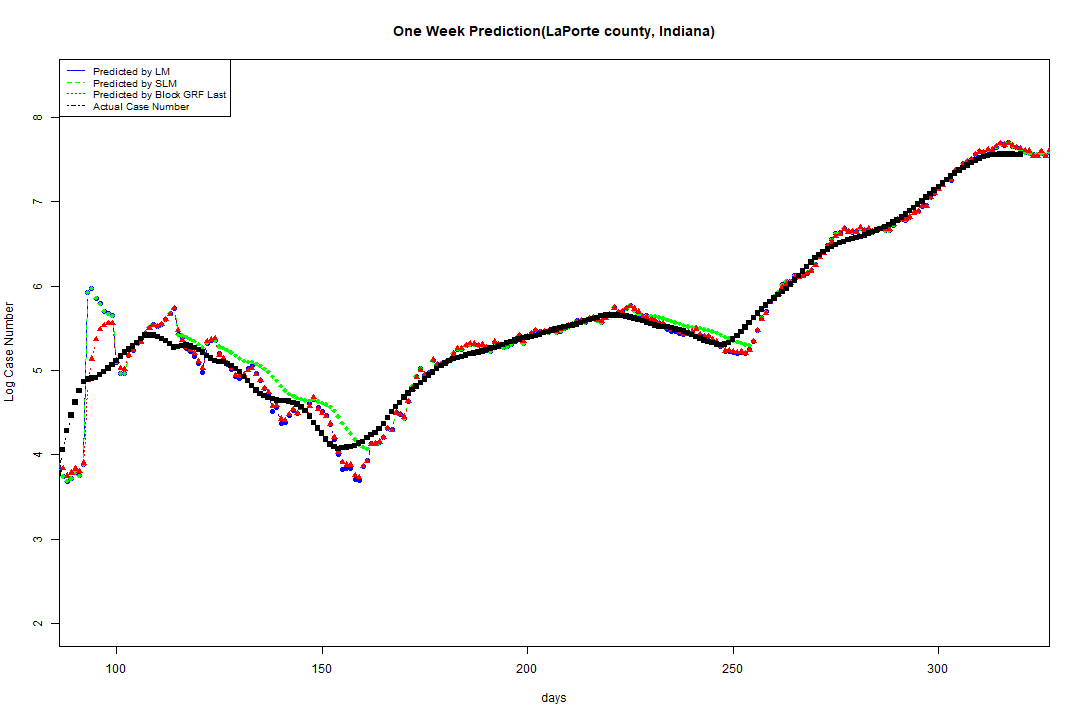 One Week Prediction(LaPorte county, Indiana)
Predicted by LM
Predicted by SLM
Predicted by Block GRF Last
Actual Case Number
Log Case Number
8
7
6
5
4
3
2
100 150 200 250 300
days